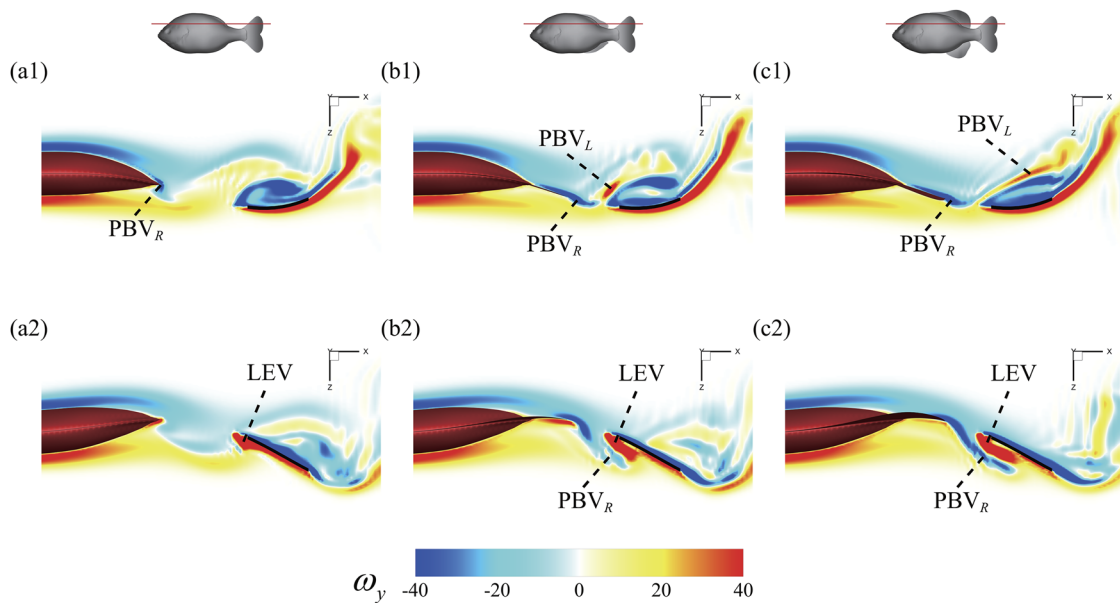 (a1) (b1) (c1)
Y X Z Y X Z Y X Z
PBV_L PBV_L
PBV_R PBV_R PBV_R
(a2) (b2) (c2)
Y X Z Y X Z Y X Z
LEV LEV LEV
PBV_R PBV_R
ω_y -40 -20 0 20 40